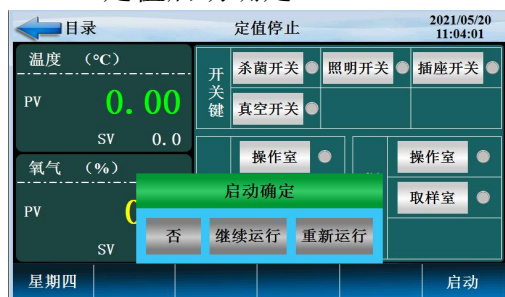 目录
定值停止
2021/05/20
11:04:01
温度 (℃)
PV 0.00
SV 0.0
氧气 (%)
PV
SV
开关键
杀菌开关
照明开关
插座开关
真空开关
操作室
操作室
取样室
启动确定
否
继续运行
重新运行
星期四
启动